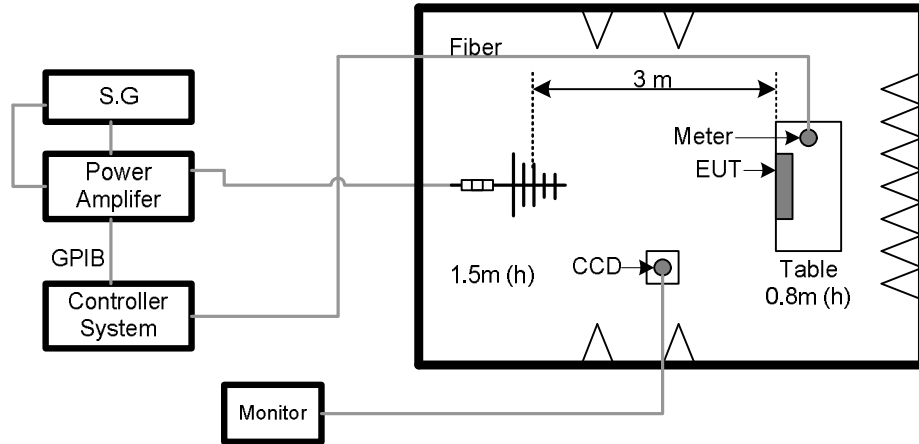 S.G
Power
Amplifer
GPIB
Controller
System
Monitor
Fiber
3 m
Meter
EUT
1.5m (h)
CCD
Table
0.8m (h)